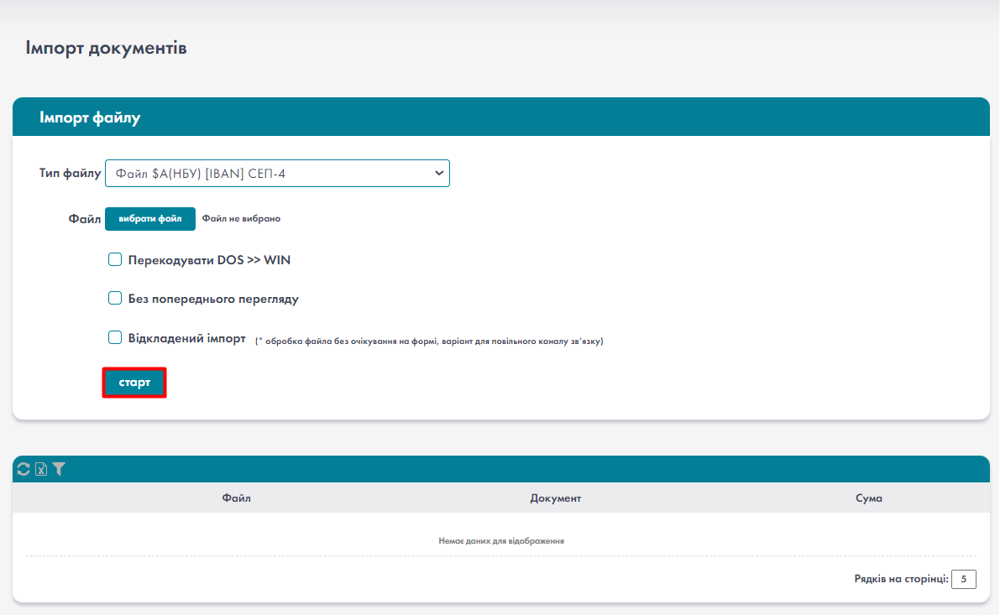 Імпорт документів
Імпорт файлу
Тип файлу Файл $A(НБУ) [IBAN] СЕП-4
Файл вибрати файл Файл не вибрано
Перекодувати DOS >> WIN
Без попереднього перегляду
Відкладений імпорт (* обробка файла без очікування на формі, варіант для повільного каналу зв'язку)
старт
Файл Документ Сума
Немає даних для відображення
Рядків на сторінці: 5